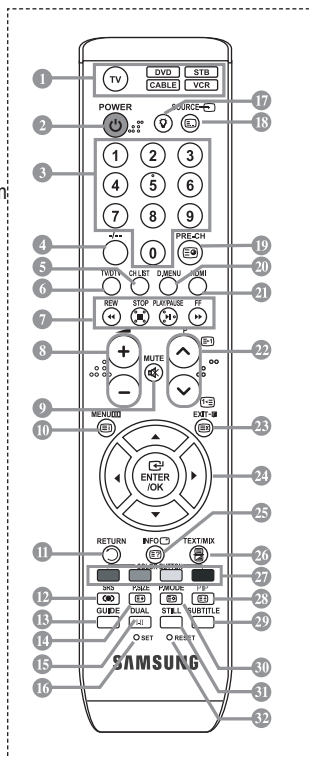 1 TV DVD STB
CABLE VCR
POWER SOURCE 17
2 18
3 1 2 3
4 5 6
7 8 9
4 -/-- 0 PRE-CH 19
5 20
6 TV/DTV CH LIST D.MENU HDMI 21
REW STOP PLAY/PAUSE FF
7
8 + P 22
9 MUTE
−
10 MENU EXIT 23
ENTER
/OK 24
25
11 RETURN INFO TEXT/MIX 26
27
12 SRS P.SIZE P.MODE PIP 28
13 GUIDE DUAL STILL SUBTITLE 29
14 I-II 30
15 SET RESET 31
16 SAMSUNG 32